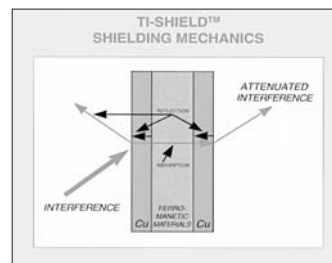 TI-SHIELD™
SHIELDING MECHANICS
ATTENUATED
INTERFERENCE
REFLECTION
ABSORPTION
INTERFERENCE
FERRO-
MANETIC
MATERIALS
Cu
Cu